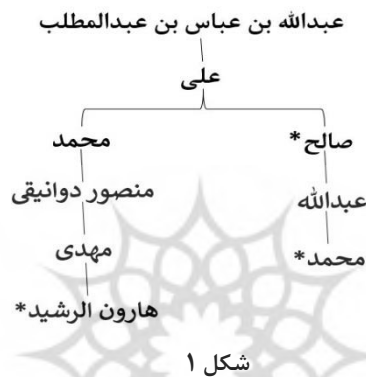 عبدالله بن عباس بن عبدالمطلب
علی
صالح* محمد
عبدالله منصور دوانیقی
محمد* مهدی
هارون الرشید*
شکل ۱